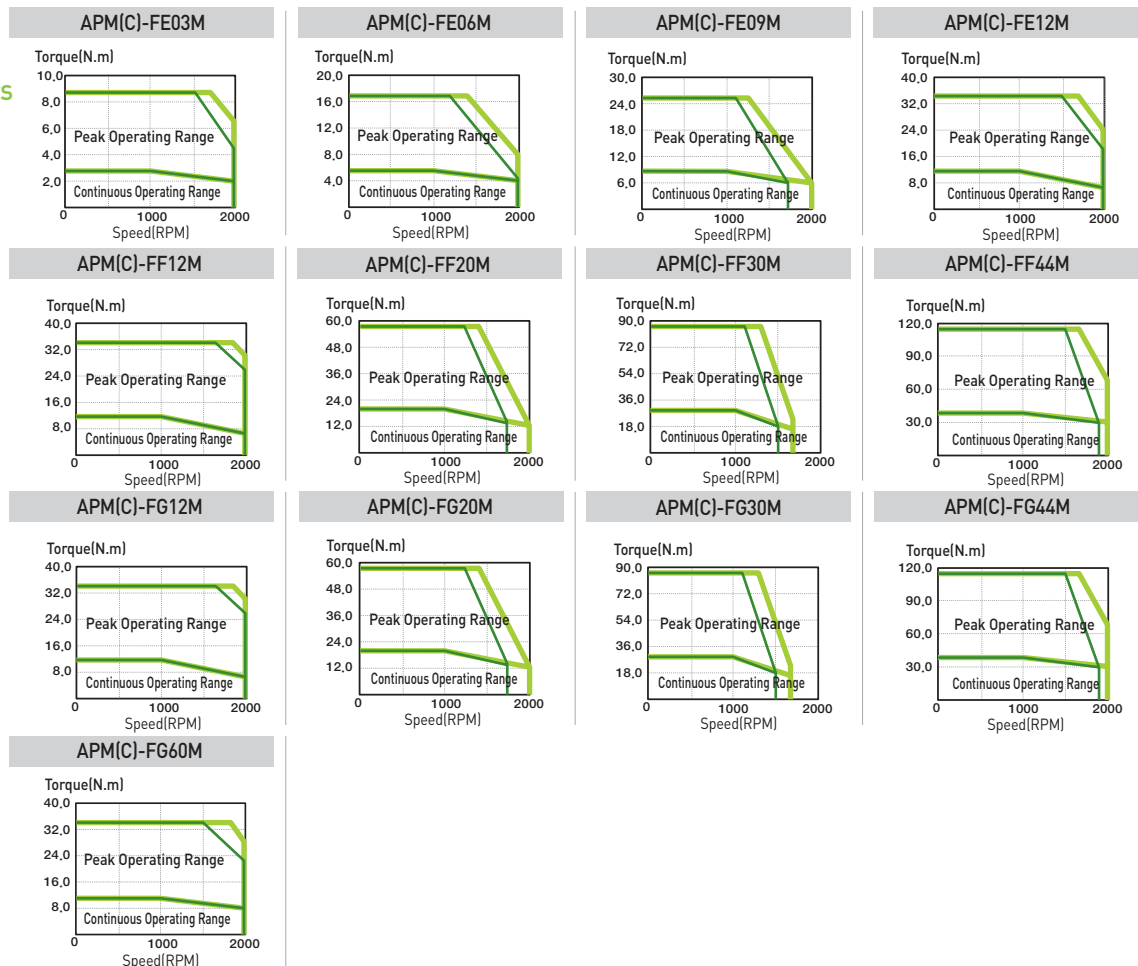 S
APM(C)-FE03M
Torque(N.m)
10,0
8,0
6,0
4,0
2,0
Peak Operating Range
Continuous Operating Range
0 1000 2000
Speed(RPM)
APM(C)-FE06M
Torque(N.m)
20,0
16,0
12,0
8,0
4,0
Peak Operating Range
Continuous Operating Range
0 1000 2000
Speed(RPM)
APM(C)-FE09M
Torque(N.m)
30,0
24,0
18,0
12,0
6,0
Peak Operating Range
Continuous Operating Range
0 1000 2000
Speed(RPM)
APM(C)-FE12M
Torque(N.m)
40,0
32,0
24,0
16,0
8,0
Peak Operating Range
Continuous Operating Range
0 1000 2000
Speed(RPM)
APM(C)-FF12M
Torque(N.m)
40,0
32,0
24,0
16,0
8,0
Peak Operating Range
Continuous Operating Range
0 1000 2000
Speed(RPM)
APM(C)-FF20M
Torque(N.m)
60,0
48,0
36,0
24,0
12,0
Peak Operating Range
Continuous Operating Range
0 1000 2000
Speed(RPM)
APM(C)-FF30M
Torque(N.m)
90,0
72,0
54,0
36,0
18,0
Peak Operating Range
Continuous Operating Range
0 1000 2000
Speed(RPM)
APM(C)-FF44M
Torque(N.m)
120,0
90,0
60,0
30,0
Peak Operating Range
Continuous Operating Range
0 1000 2000
Speed(RPM)
APM(C)-FG12M
Torque(N.m)
40,0
32,0
24,0
16,0
8,0
Peak Operating Range
Continuous Operating Range
0 1000 2000
Speed(RPM)
APM(C)-FG20M
Torque(N.m)
60,0
48,0
36,0
24,0
12,0
Peak Operating Range
Continuous Operating Range
0 1000 2000
Speed(RPM)
APM(C)-FG30M
Torque(N.m)
90,0
72,0
54,0
36,0
18,0
Peak Operating Range
Continuous Operating Range
0 1000 2000
Speed(RPM)
APM(C)-FG44M
Torque(N.m)
120,0
90,0
60,0
30,0
Peak Operating Range
Continuous Operating Range
0 1000 2000
Speed(RPM)
APM(C)-FG60M
Torque(N.m)
40,0
32,0
24,0
16,0
8,0
Peak Operating Range
Continuous Operating Range
0 1000 2000
Speed(RPM)